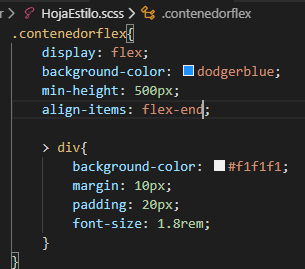 r > HojaEstilo.scss > .contenedorflex
.contenedorflex{
display: flex;
background-color: dodgerblue;
min-height: 500px;
align-items: flex-end;
> div{
background-color: #f1f1f1;
margin: 10px;
padding: 20px;
font-size: 1.8rem;
}
}